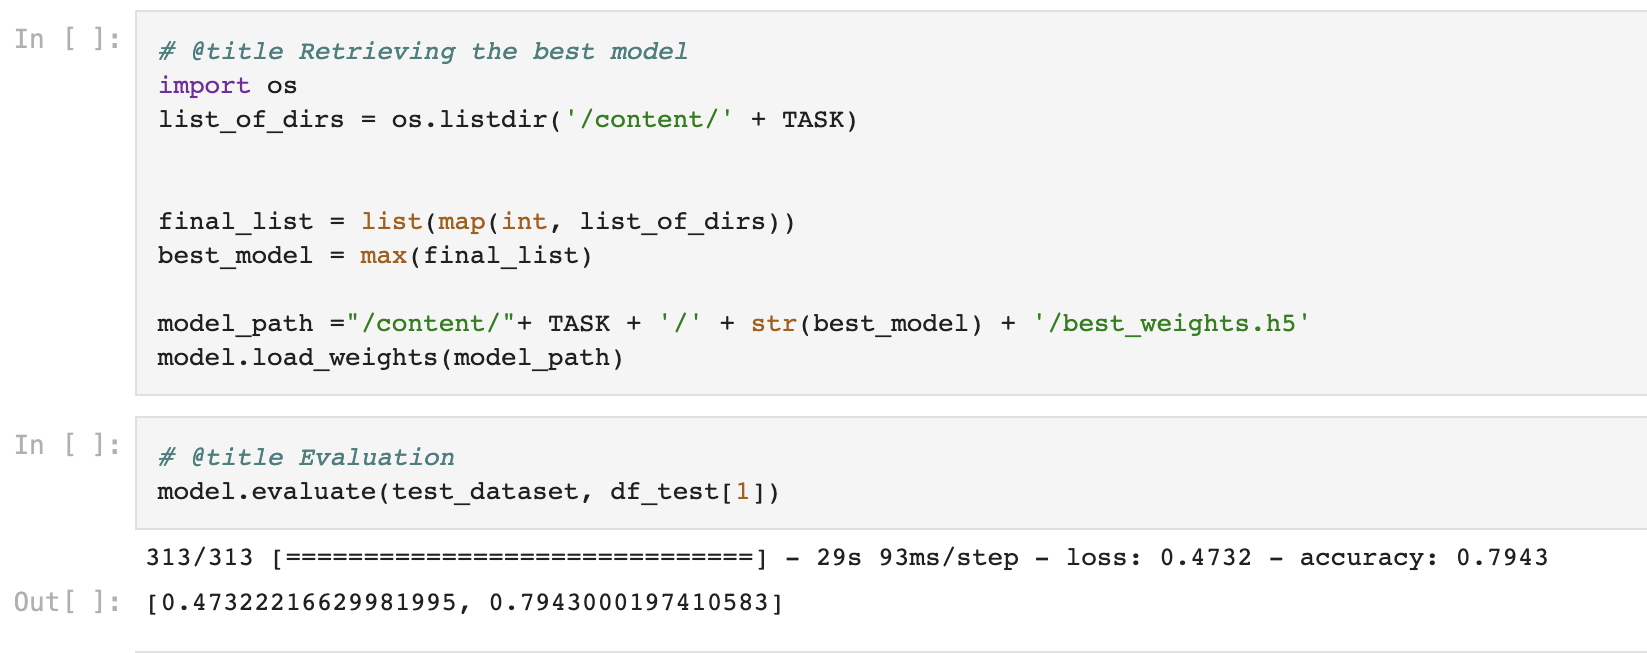 In [ ]:
# @title Retrieving the best model
import os
list_of_dirs = os.listdir('/content/' + TASK)
final_list = list(map(int, list_of_dirs))
best_model = max(final_list)
model_path ="/content/"+ TASK + '/' + str(best_model) + '/best_weights.h5'
model.load_weights(model_path)
In [ ]:
# @title Evaluation
model.evaluate(test_dataset, df_test[1])
313/313 [==============================] - 29s 93ms/step - loss: 0.4732 - accuracy: 0.7943
Out[ ]: [0.47322216629981995, 0.7943000197410583]